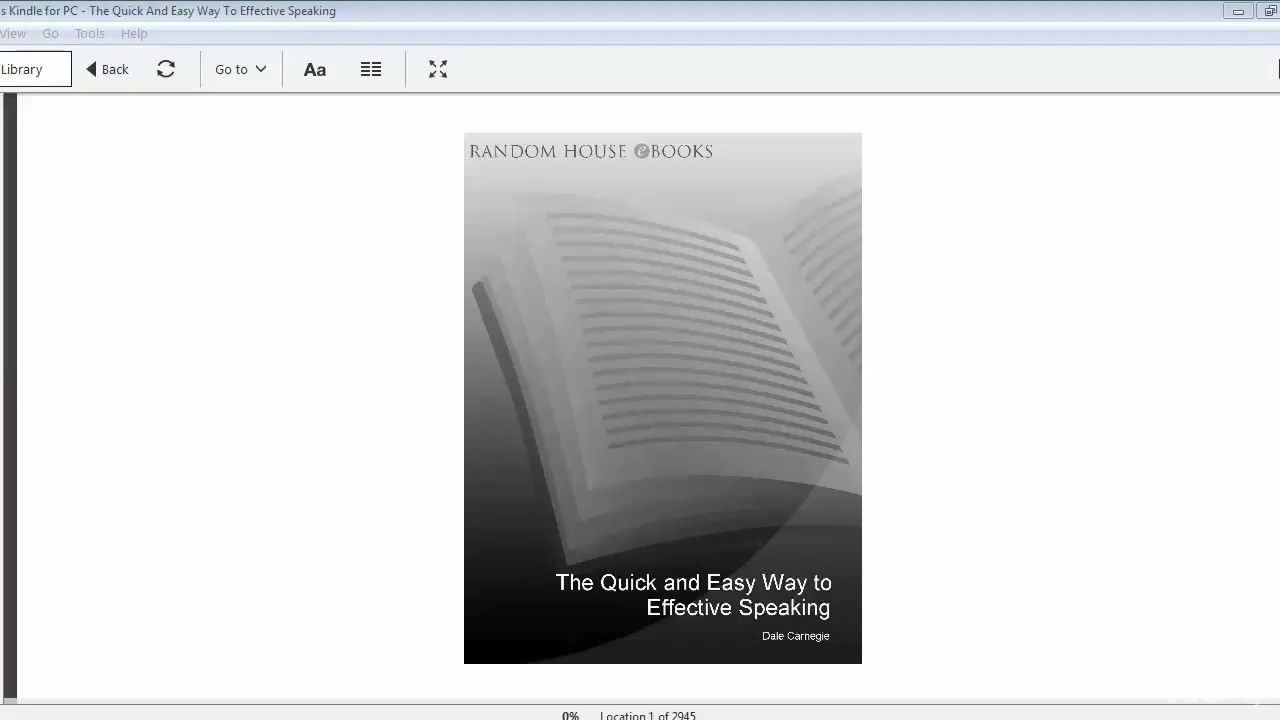 s Kindle for PC - The Quick And Easy Way To Effective Speaking
View Go Tools Help
Library Back Go to Aa
RANDOM HOUSE eBOOKS
The Quick and Easy Way to
Effective Speaking
Dale Carnegie
0% Location 1 of 2945